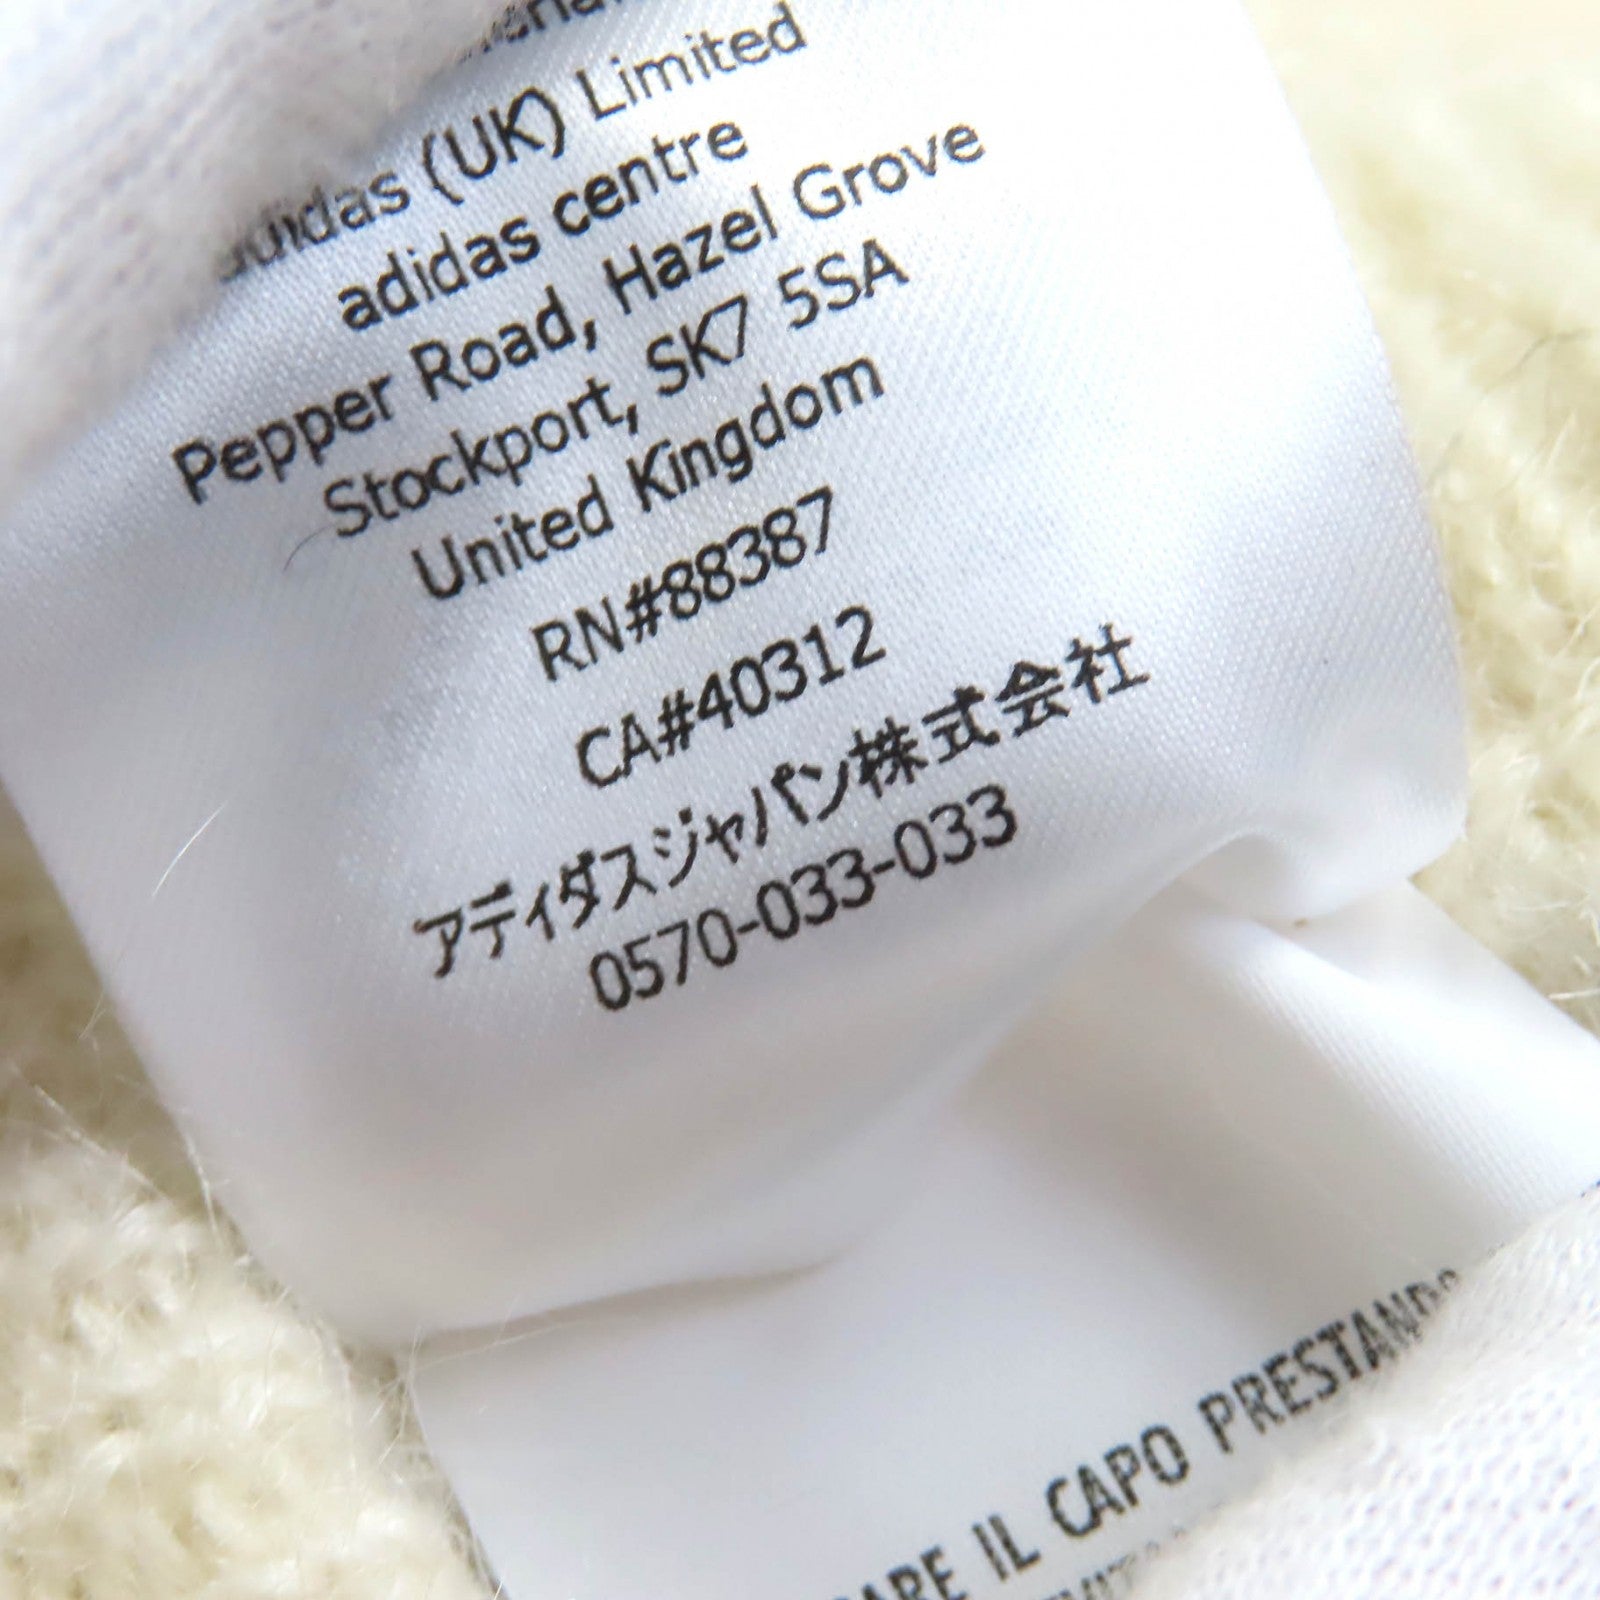 adidas (UK) Limited
adidas centre
Pepper Road, Hazel Grove
Stockport, SK7 5SA
United Kingdom
RN#88387
CA#40312
アディダスジャパン株式会社
0570-033-033
IL CAPO